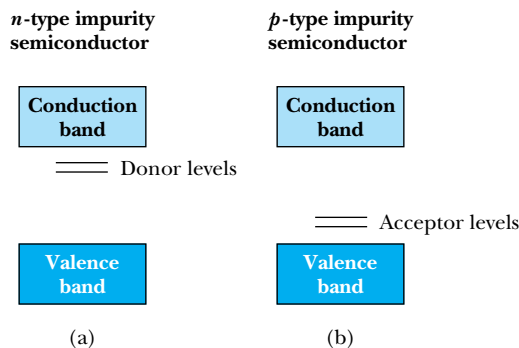 n-type impurity
semiconductor
p-type impurity
semiconductor
Conduction
band
Conduction
band
Donor levels
Acceptor levels
Valence
band
Valence
band
(a)
(b)